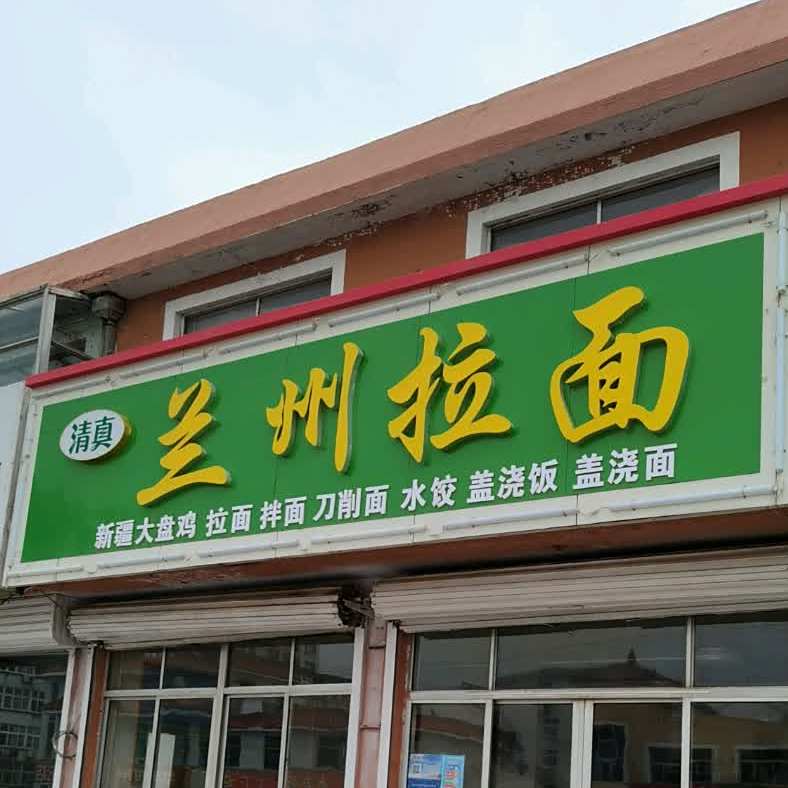 清真
兰州拉面
新疆大盘鸡 拉面 拌面 刀削面 水饺 盖浇饭 盖浇面